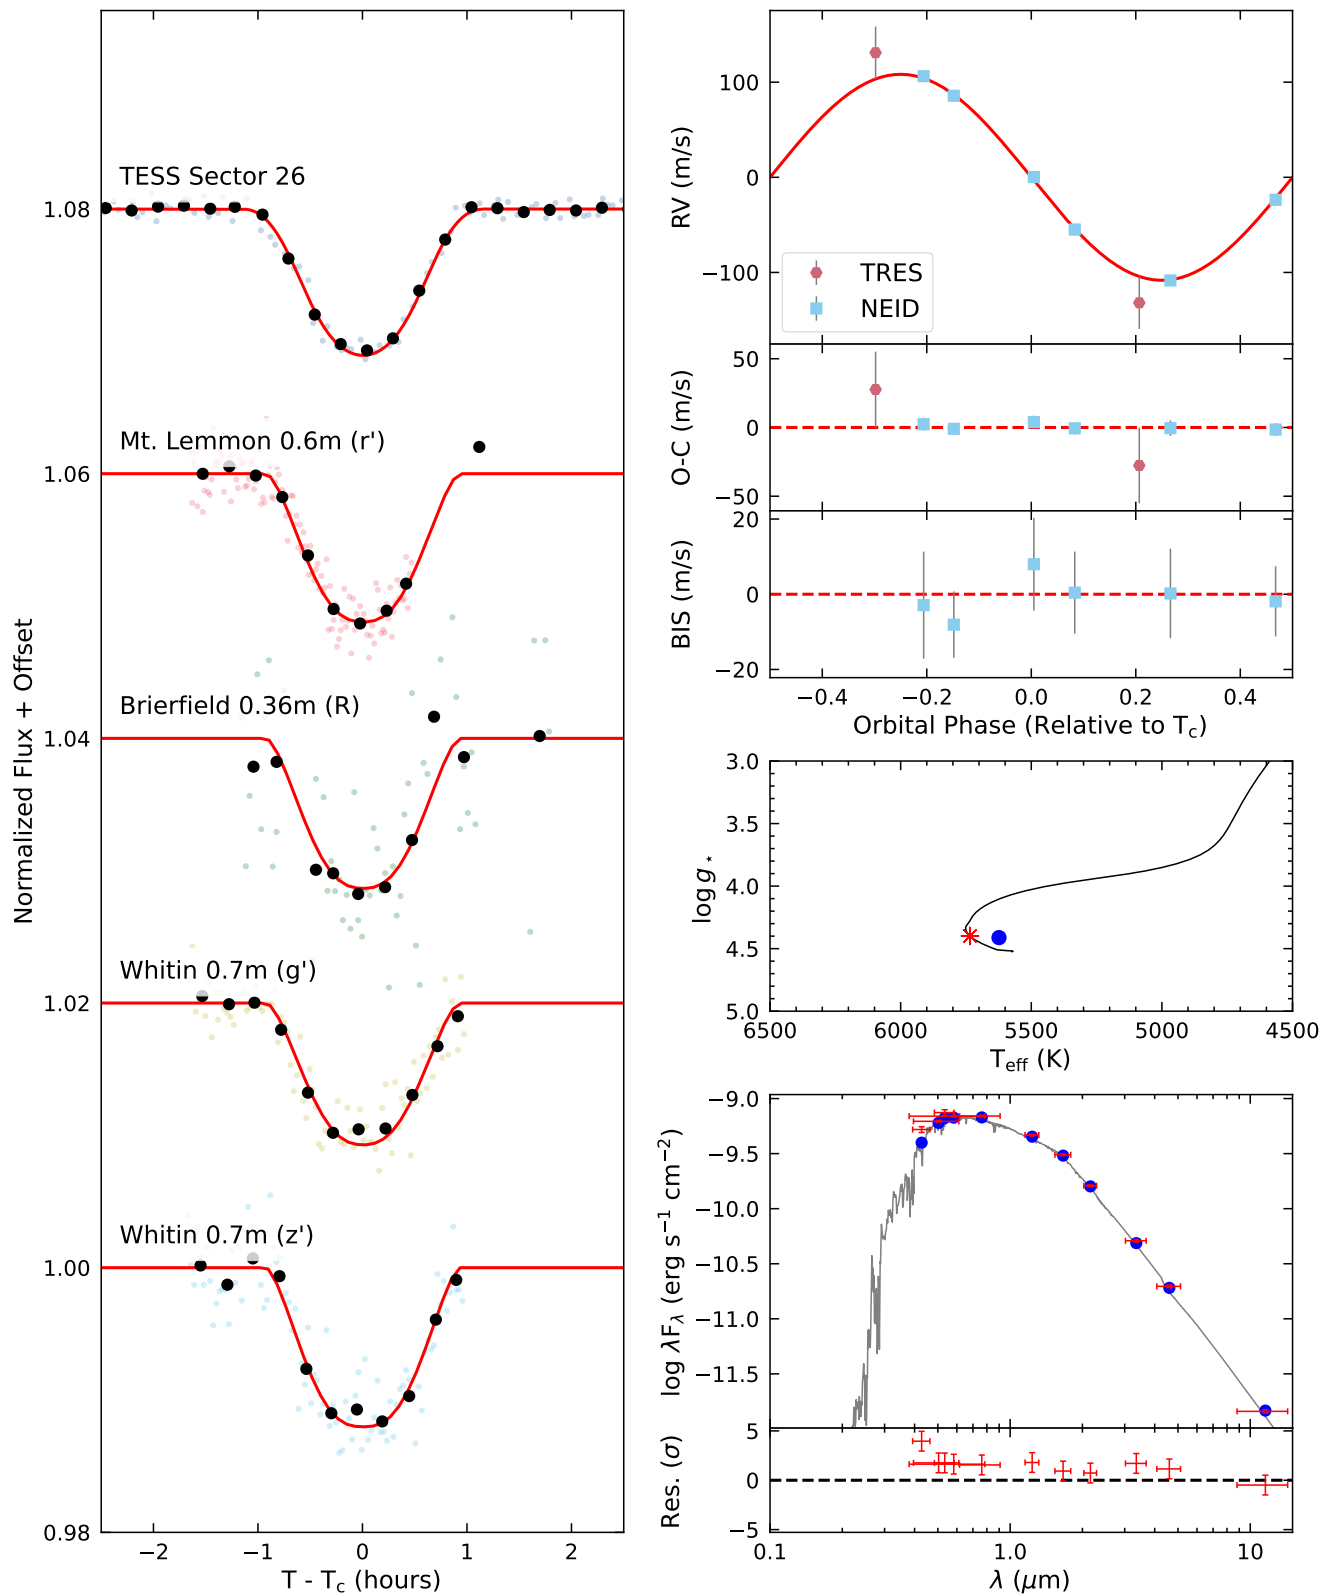 Normalized Flux + Offset
1.08
1.06
1.04
1.02
1.00
0.98
TESS Sector 26
Mt. Lemmon 0.6m (r')
Brierfield 0.36m (R)
Whitin 0.7m (g')
Whitin 0.7m (z')
−2 −1 0 1 2
T - Tc (hours)
RV (m/s)
100
0
−100
TRES
NEID
O-C (m/s)
50
0
−50
BIS (m/s)
20
0
−20
−0.4 −0.2 0.0 0.2 0.4
Orbital Phase (Relative to Tc)
log g⋆
3.0
3.5
4.0
4.5
5.0
6500 6000 5500 5000 4500
Teff (K)
log λFλ (erg s−1 cm−2)
−9.0
−9.5
−10.0
−10.5
−11.0
−11.5
Res. (σ)
5
0
−5
0.1 1.0 10
λ (μm)